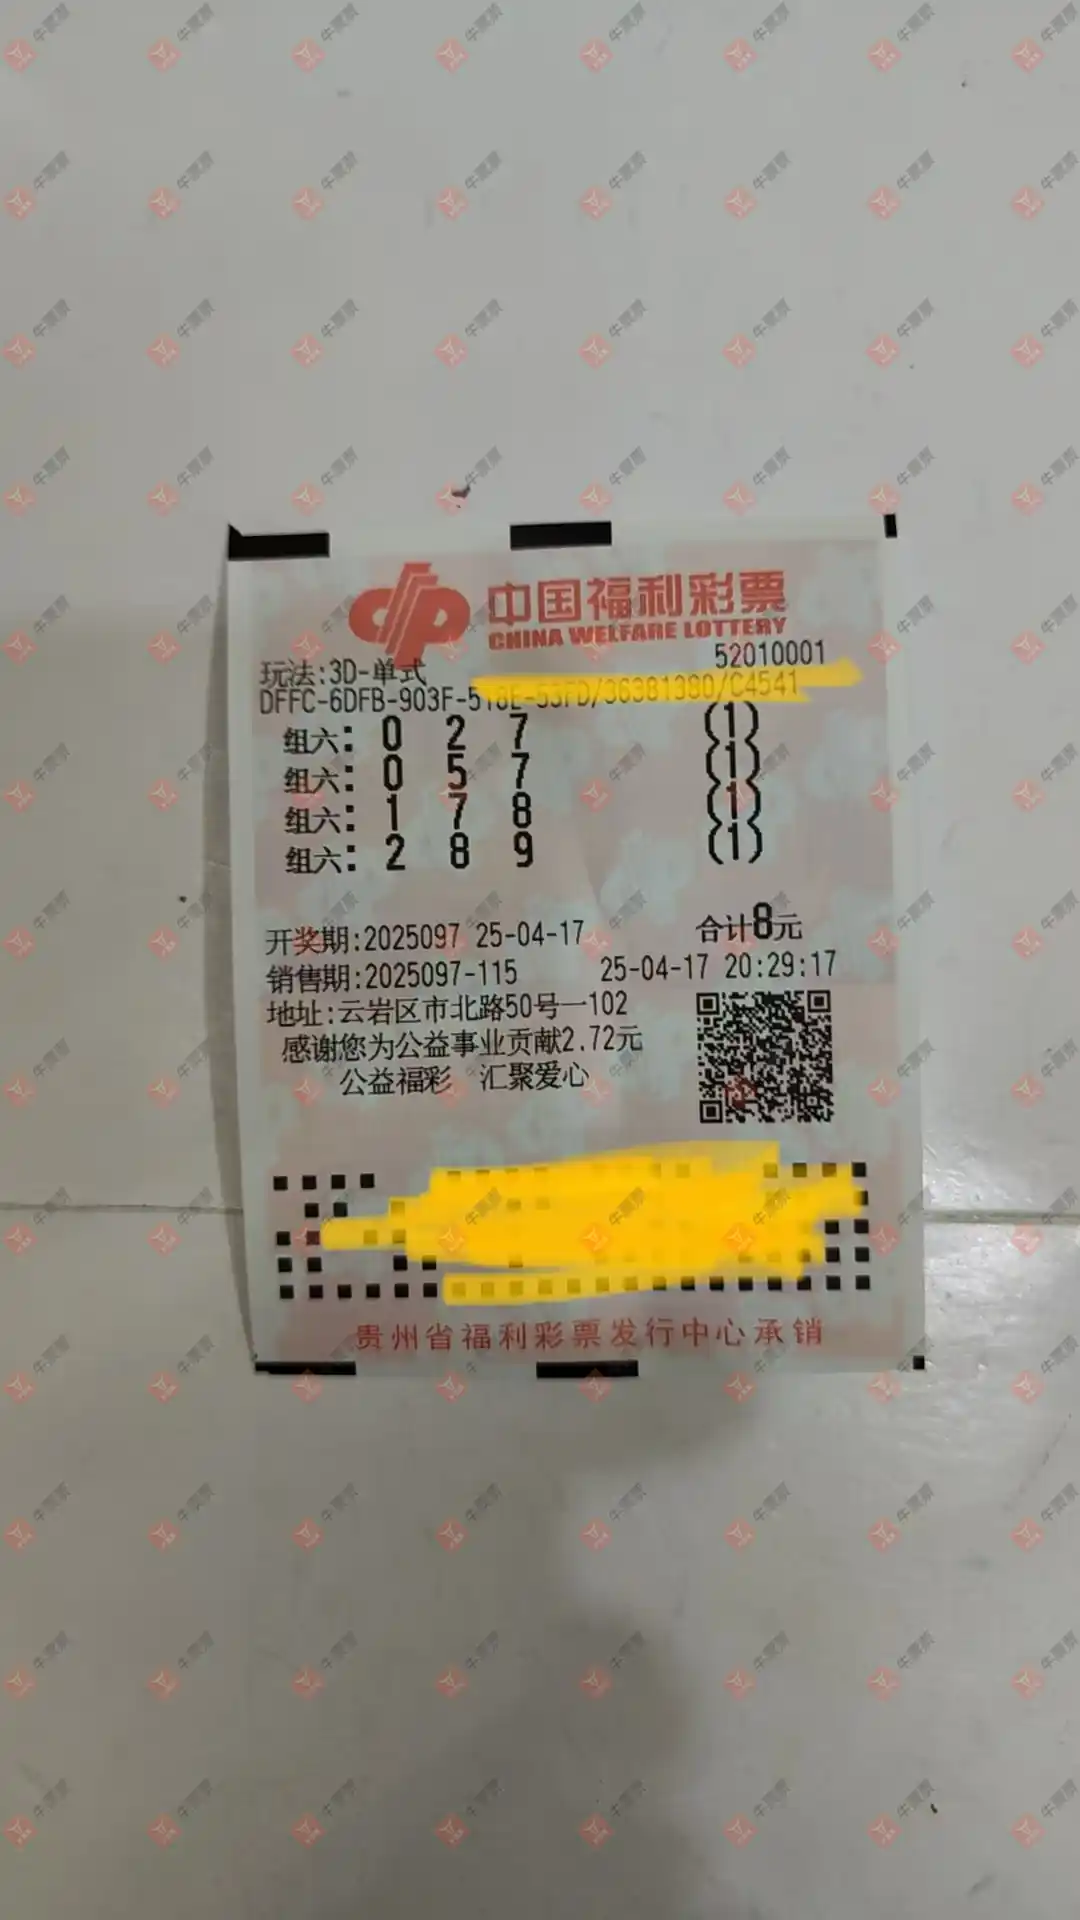 中国福利彩票
CHINA WELFARE LOTTERY
52010001
玩法:3D-单式
DFFC-6DFB-903F-518E-53FD/36381380/C4541
组六: 0 2 7 (1)
组六: 0 5 7 (1)
组六: 1 7 8 (1)
组六: 2 8 9 (1)
合计8元
开奖期:2025097 25-04-17
销售期:2025097-115 25-04-17 20:29:17
地址:云岩区市北路50号一102
感谢您为公益事业贡献2.72元
公益福彩 汇聚爱心
贵州省福利彩票发行中心承销